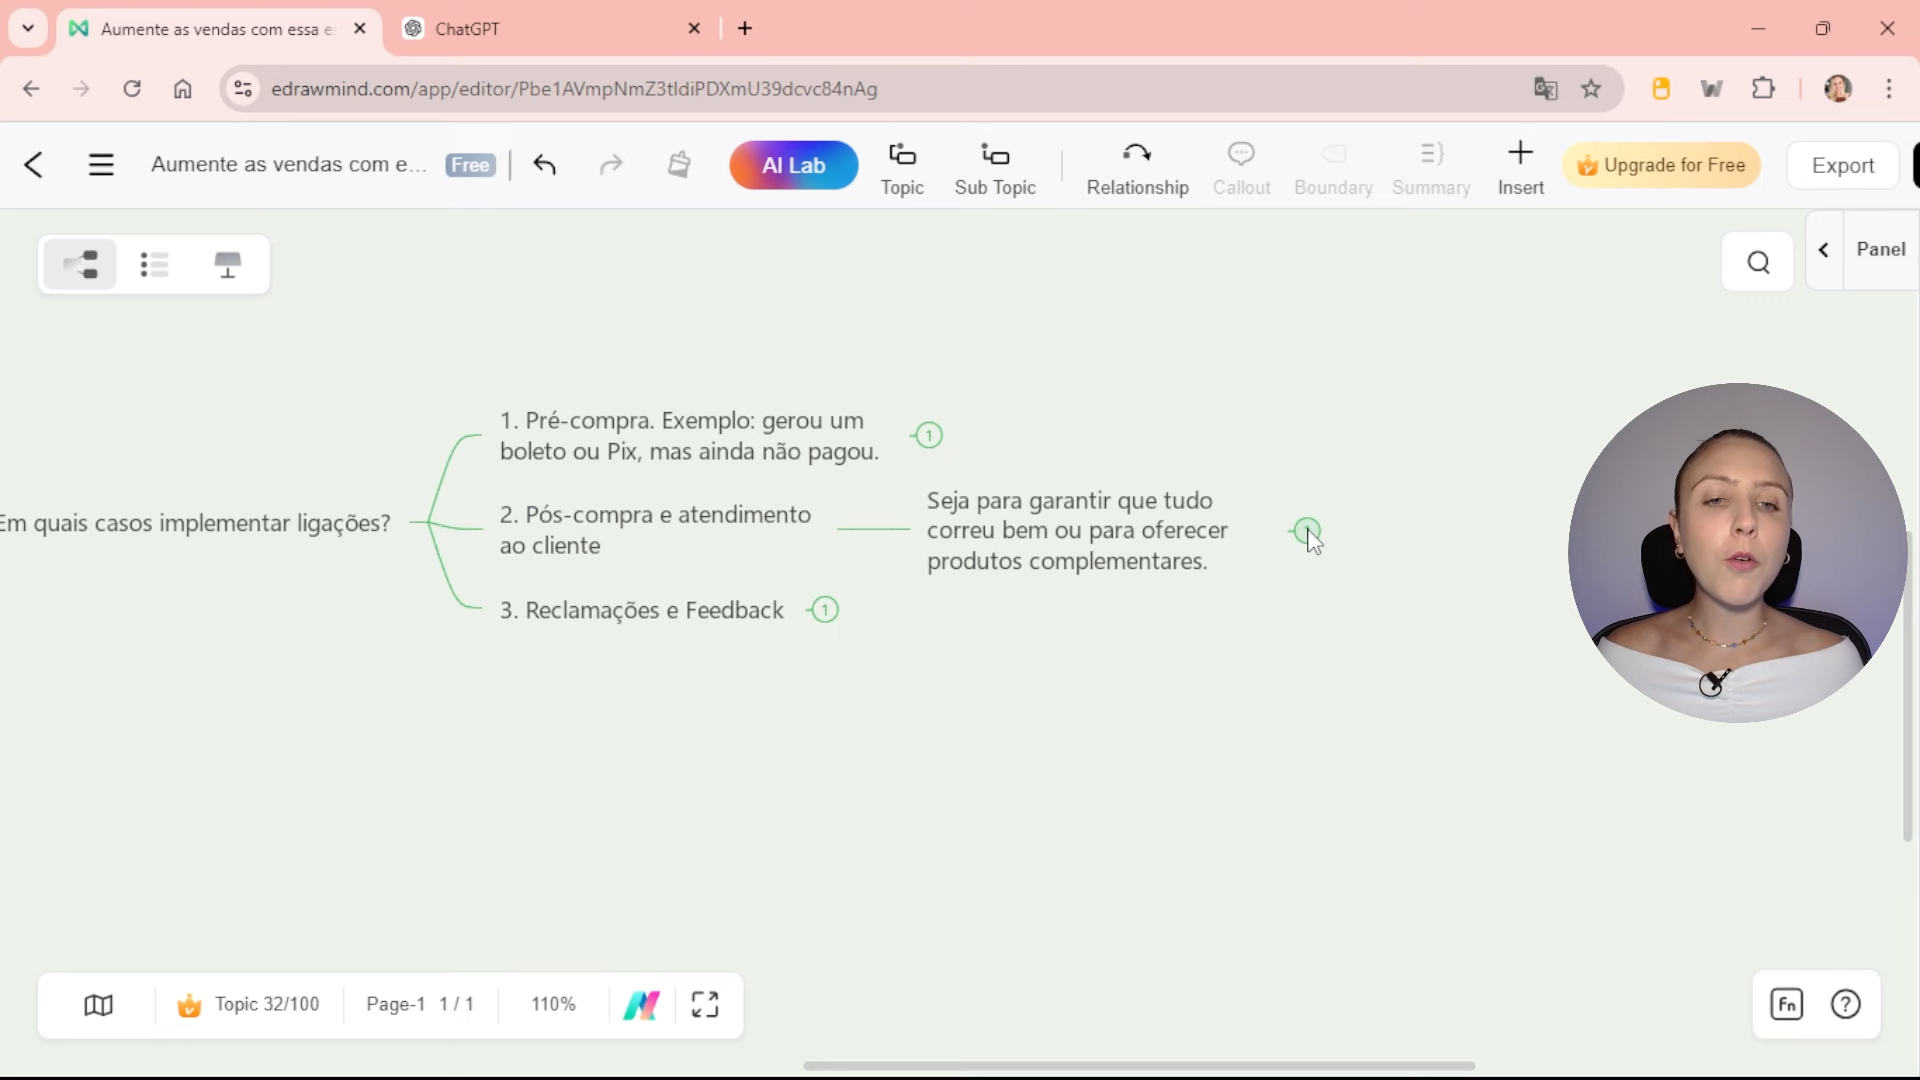 Aumente as vendas com essa e
ChatGPT
edrawmind.com/app/editor/Pbe1AVmpNmZ3tIdiPDXmU39dcvc84nAg
Aumente as vendas com e...
Free
AI Lab
Topic
Sub Topic
Relationship
Callout
Boundary
Summary
Insert
Upgrade for Free
Export
Panel
Em quais casos implementar ligações?
1. Pré-compra. Exemplo: gerou um
boleto ou Pix, mas ainda não pagou.
1
2. Pós-compra e atendimento
ao cliente
Seja para garantir que tudo
correu bem ou para oferecer
produtos complementares.
3. Reclamações e Feedback
1
Topic 32/100
Page-1 1 / 1
110%
Fn